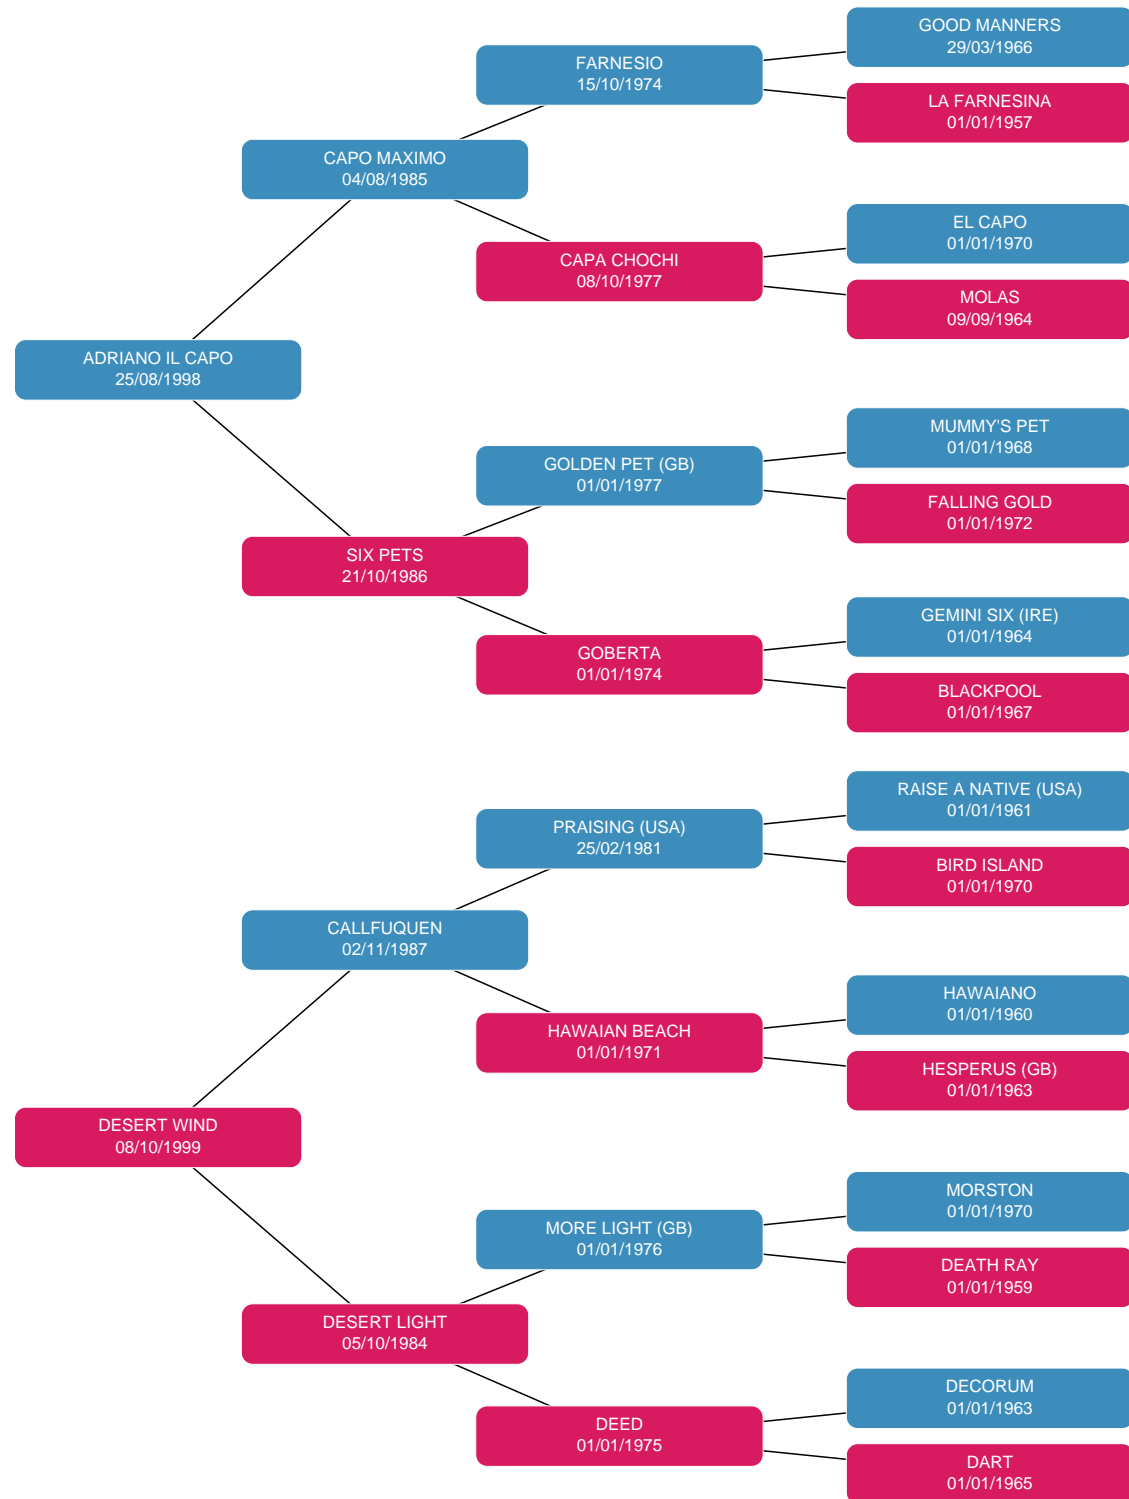 GOOD MANNERS
29/03/1966
FARNESIO
15/10/1974
LA FARNESINA
01/01/1957
CAPO MAXIMO
04/08/1985
EL CAPO
01/01/1970
CAPA CHOCHI
08/10/1977
MOLAS
09/09/1964
ADRIANO IL CAPO
25/08/1998
MUMMY'S PET
01/01/1968
GOLDEN PET (GB)
01/01/1977
FALLING GOLD
01/01/1972
SIX PETS
21/10/1986
GEMINI SIX (IRE)
01/01/1964
GOBERTA
01/01/1974
BLACKPOOL
01/01/1967
RAISE A NATIVE (USA)
01/01/1961
PRAISING (USA)
25/02/1981
BIRD ISLAND
01/01/1970
CALLFUQUEN
02/11/1987
HAWAIANO
01/01/1960
HAWAIAN BEACH
01/01/1971
HESPERUS (GB)
01/01/1963
DESERT WIND
08/10/1999
MORSTON
01/01/1970
MORE LIGHT (GB)
01/01/1976
DEATH RAY
01/01/1959
DESERT LIGHT
05/10/1984
DECORUM
01/01/1963
DEED
01/01/1975
DART
01/01/1965